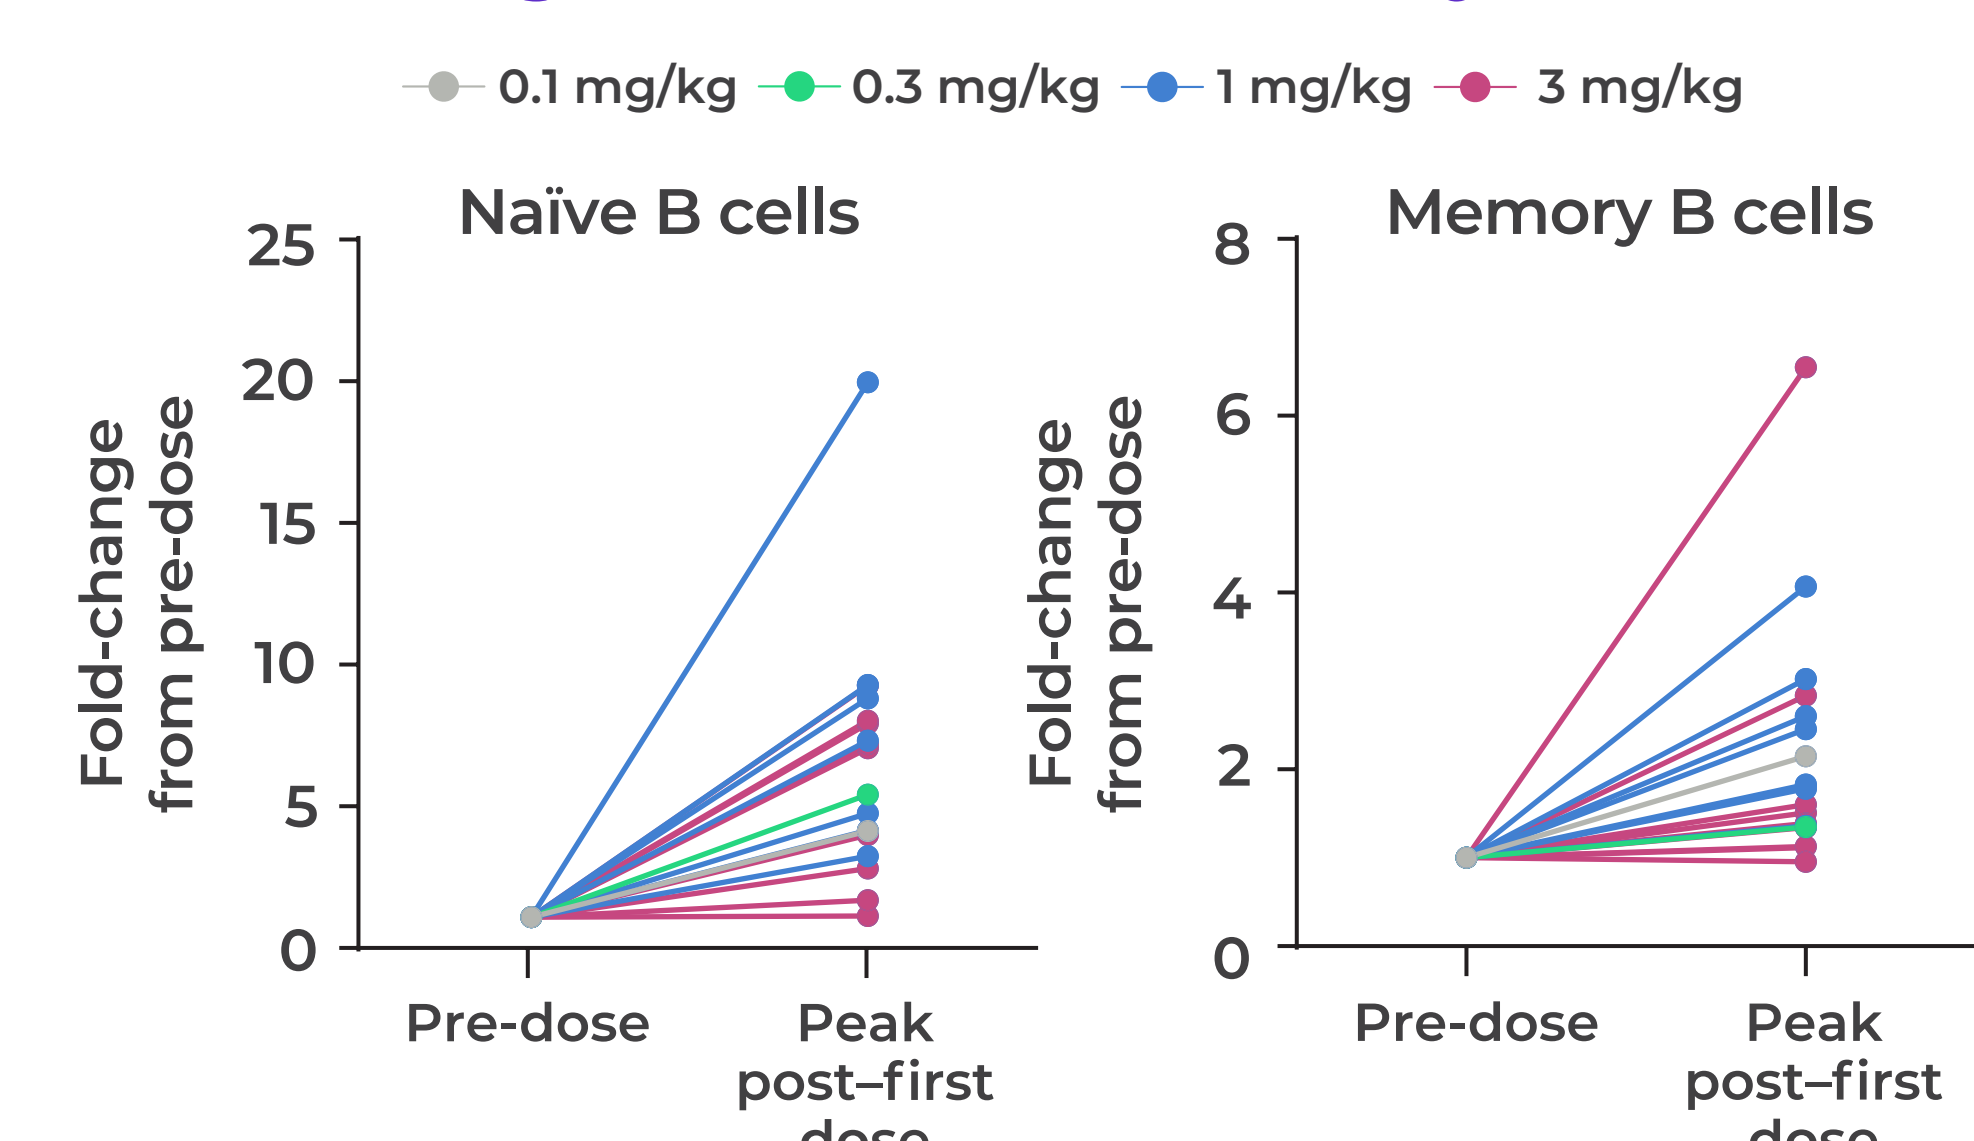 0.1 mg/kg 0.3 mg/kg 1 mg/kg 3 mg/kg
Naïve B cells
Fold-change
from pre-dose
25
20
15
10
5
0
Pre-dose
Peak
post–first
dose
Memory B cells
Fold-change
from pre-dose
8
6
4
2
0
Pre-dose
Peak
post–first
dose